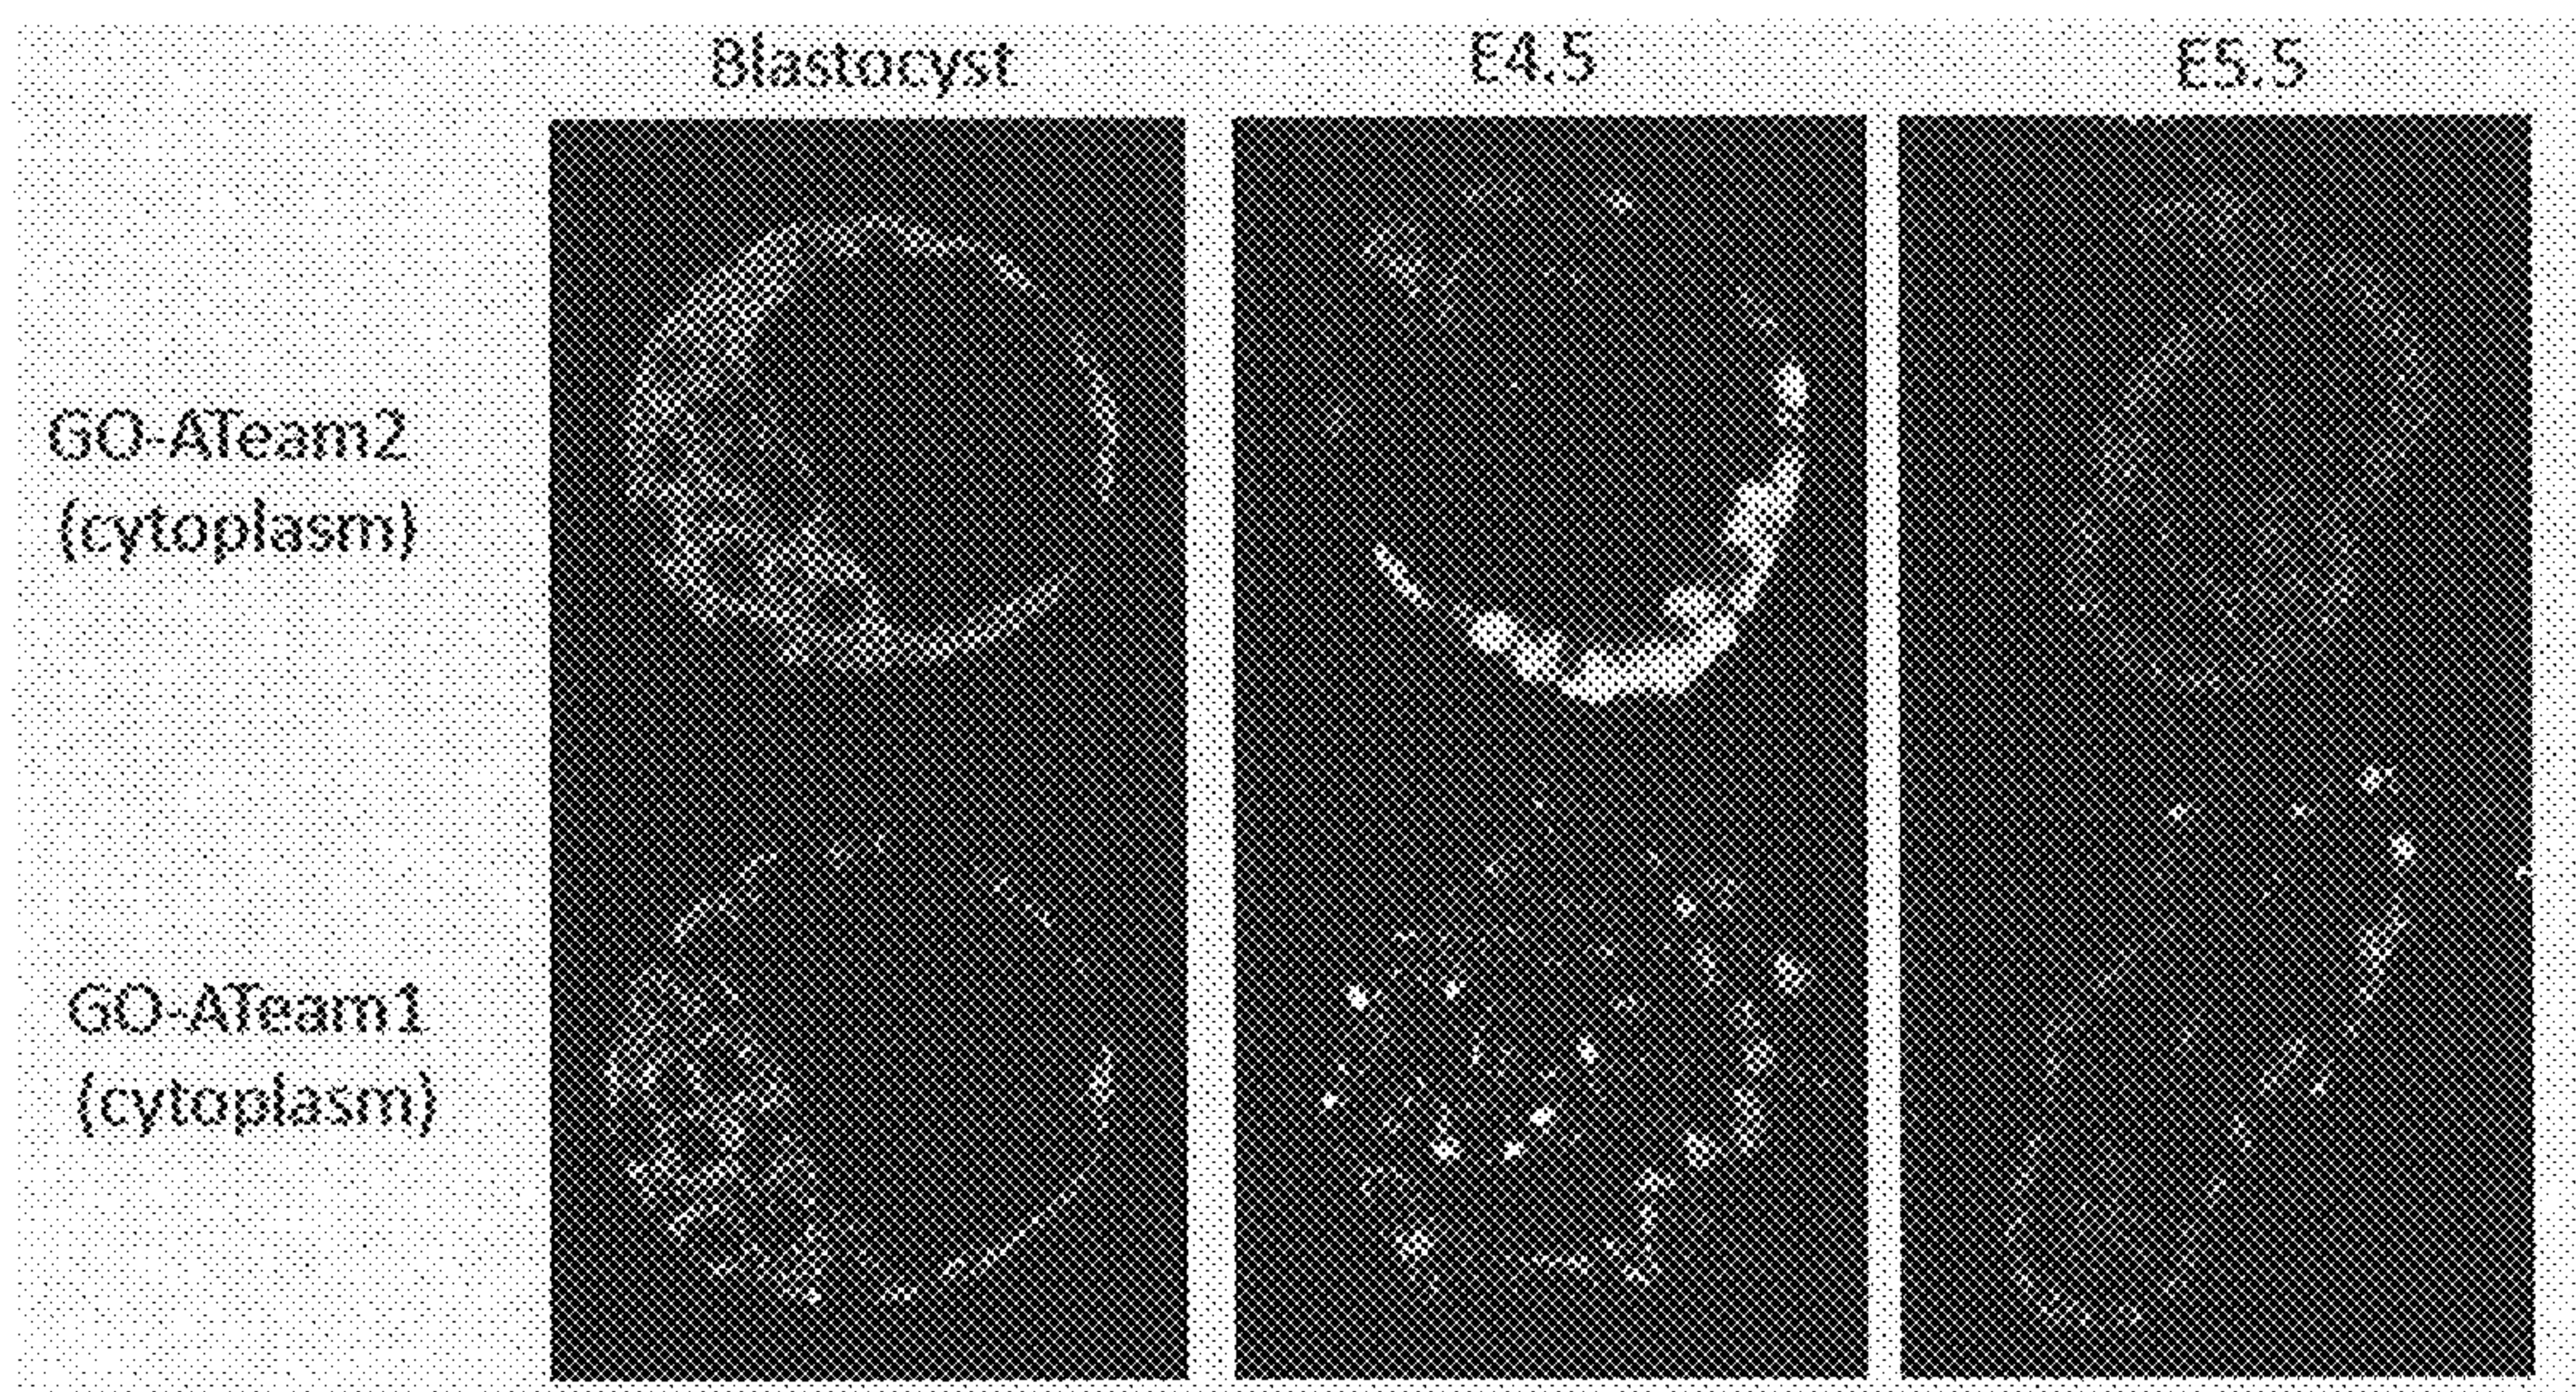 Blastocyst E4.5 E5.5
GO-ATeam2
(cytoplasm)
GO-ATeam1
(cytoplasm)